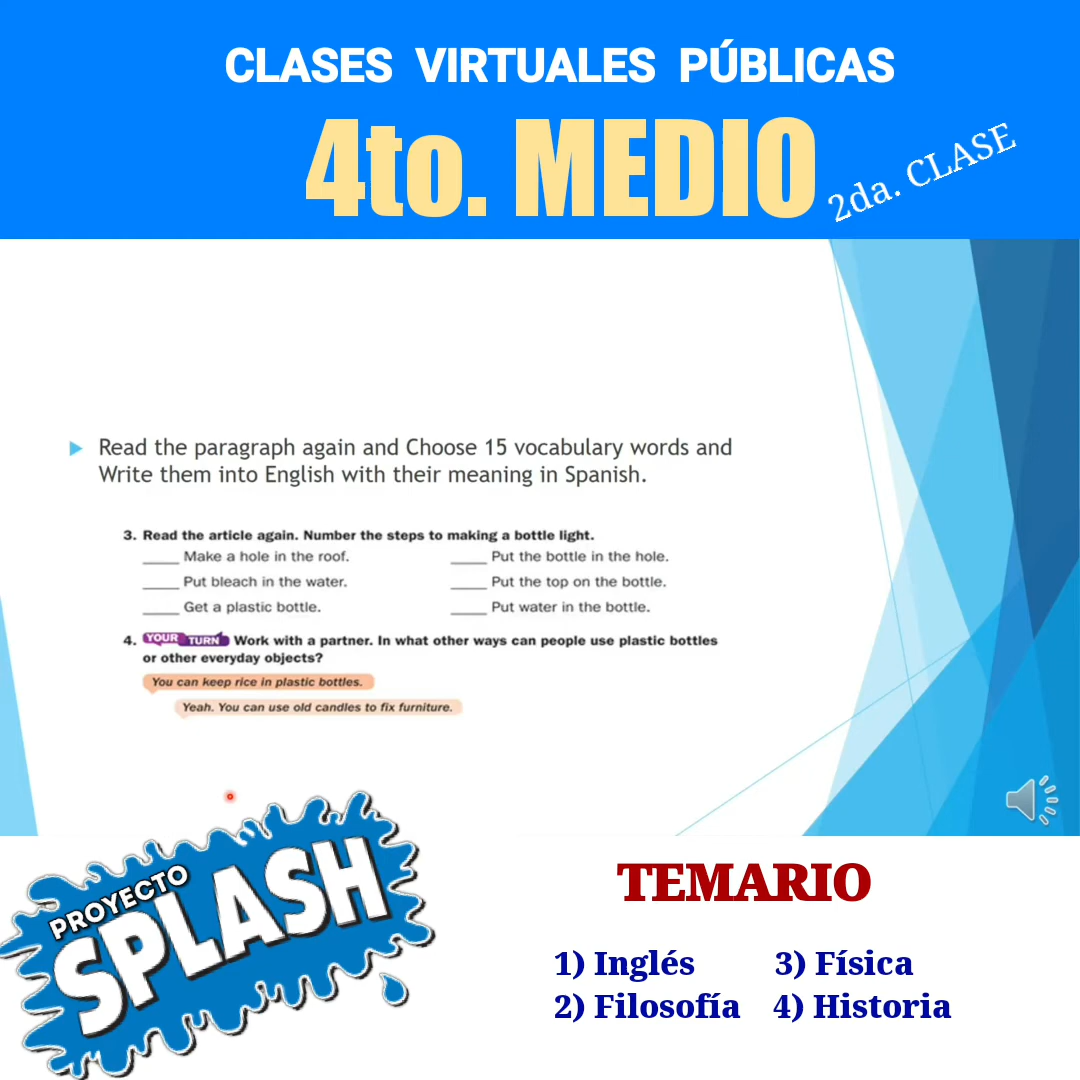 CLASES VIRTUALES PÚBLICAS
4to. MEDIO
2da. CLASE
Read the paragraph again and Choose 15 vocabulary words and
Write them into English with their meaning in Spanish.
3. Read the article again. Number the steps to making a bottle light.
____ Make a hole in the roof.
____ Put the bottle in the hole.
____ Put bleach in the water.
____ Put the top on the bottle.
____ Get a plastic bottle.
____ Put water in the bottle.
4. YOUR TURN Work with a partner. In what other ways can people use plastic bottles
or other everyday objects?
You can keep rice in plastic bottles.
Yeah. You can use old candles to fix furniture.
PROYECTO
SPLASH
TEMARIO
1) Inglés 3) Física
2) Filosofía 4) Historia